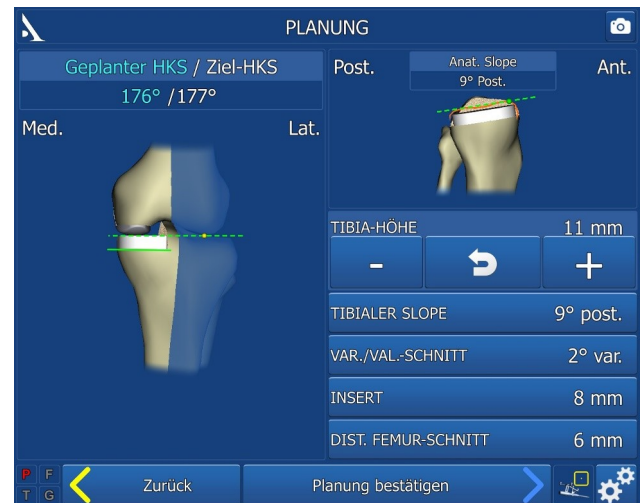 PLANUNG
Geplanter HKS / Ziel-HKS
176° /177°
Med.
Lat.
Post.
Anat. Slope
9° Post.
Ant.
TIBIA-HÖHE 11 mm
- +
TIBIALER SLOPE 9° post.
VAR./VAL.-SCHNITT 2° var.
INSERT 8 mm
DIST. FEMUR-SCHNITT 6 mm
P F
T G
Zurück
Planung bestätigen